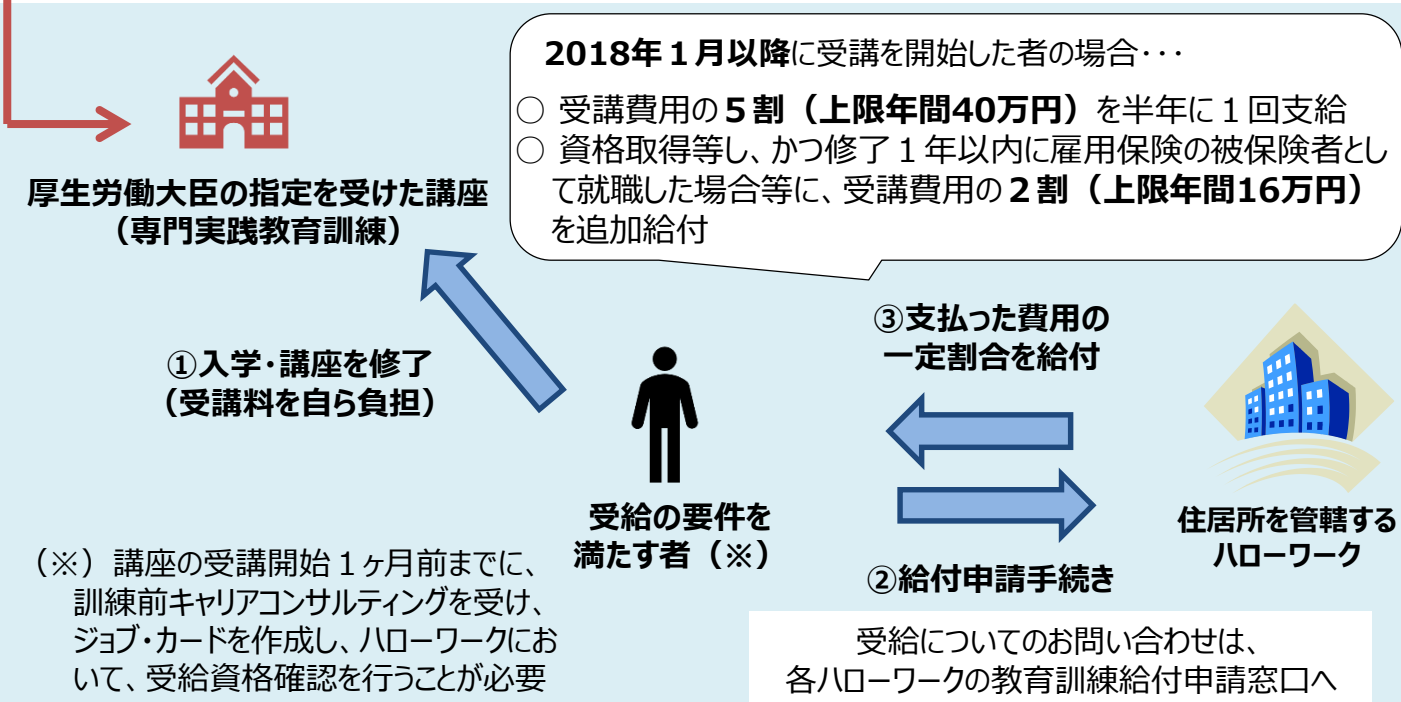 2018年１月以降に受講を開始した者の場合･･･
○ 受講費用の５割（上限年間40万円）を半年に１回支給
○ 資格取得等し、かつ修了１年以内に雇用保険の被保険者とし
て就職した場合等に、受講費用の２割（上限年間16万円）
を追加給付
厚生労働大臣の指定を受けた講座
（専門実践教育訓練）
①入学・講座を修了
（受講料を自ら負担）
③支払った費用の
一定割合を給付
受給の要件を
満たす者（※）
②給付申請手続き
住居所を管轄する
ハローワーク
（※）講座の受講開始１ヶ月前までに、
訓練前キャリアコンサルティングを受け、
ジョブ・カードを作成し、ハローワークにお
いて、受給資格確認を行うことが必要
受給についてのお問い合わせは、
各ハローワークの教育訓練給付申請窓口へ